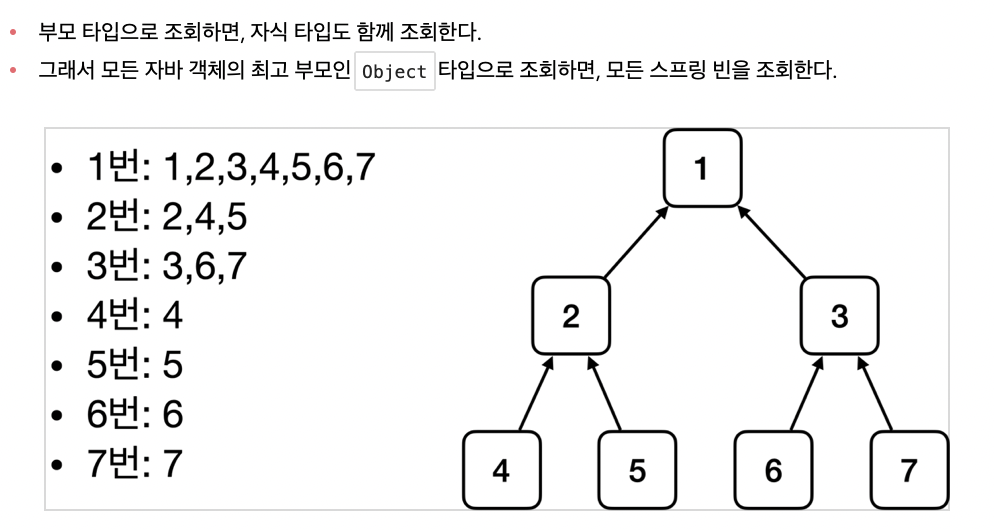 부모 타입으로 조회하면, 자식 타입도 함께 조회한다.
그래서 모든 자바 객체의 최고 부모인 Object 타입으로 조회하면, 모든 스프링 빈을 조회한다.
1번: 1,2,3,4,5,6,7
2번: 2,4,5
3번: 3,6,7
4번: 4
5번: 5
6번: 6
7번: 7
1
2 3
4 5 6 7